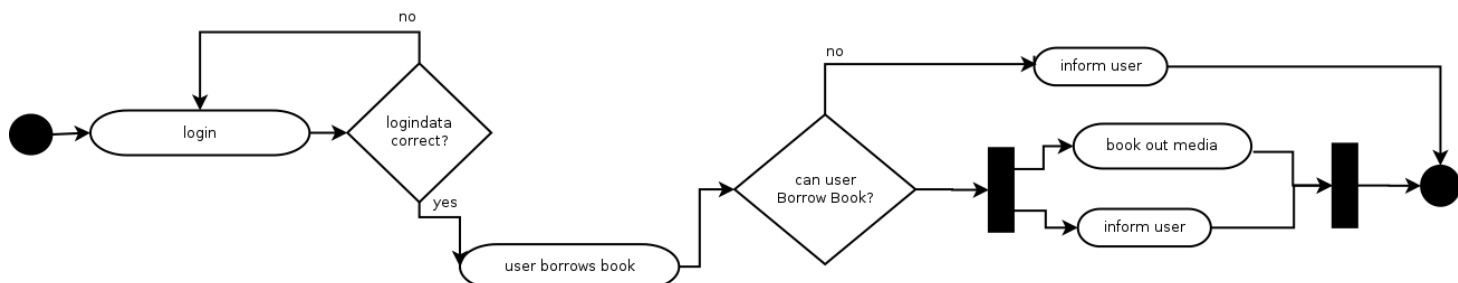 no
login
logindata
correct?
yes
user borrows book
can user
Borrow Book?
no
inform user
book out media
inform user